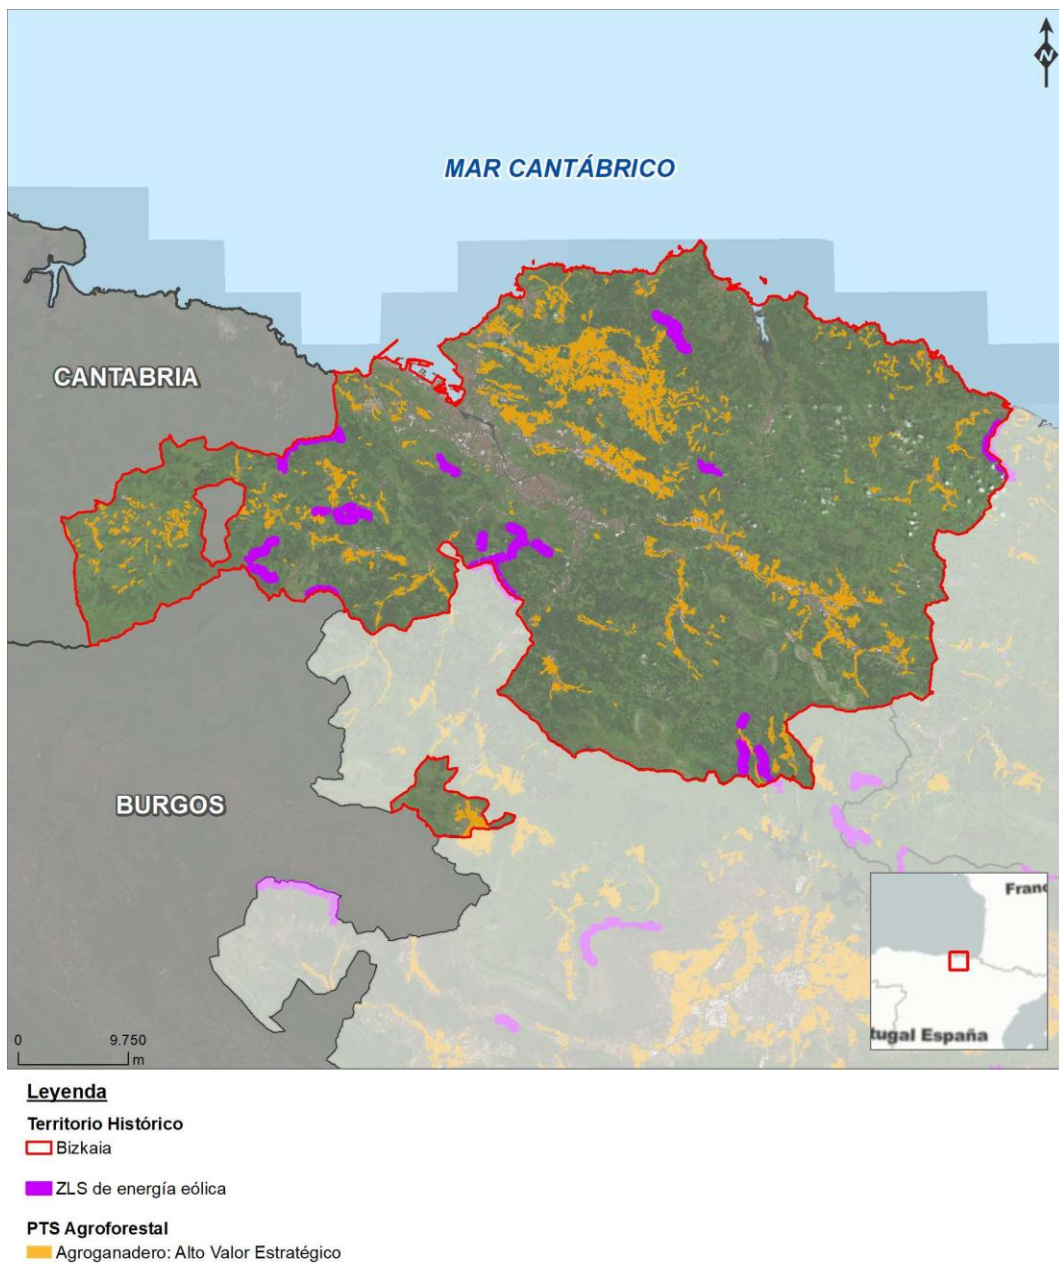 N
MAR CANTÁBRICO
CANTABRIA
BURGOS
Franc
tugal España
0 9.750
m
Leyenda
Territorio Histórico
Bizkaia
ZLS de energía eólica
PTS Agroforestal
Agroganadero: Alto Valor Estratégico